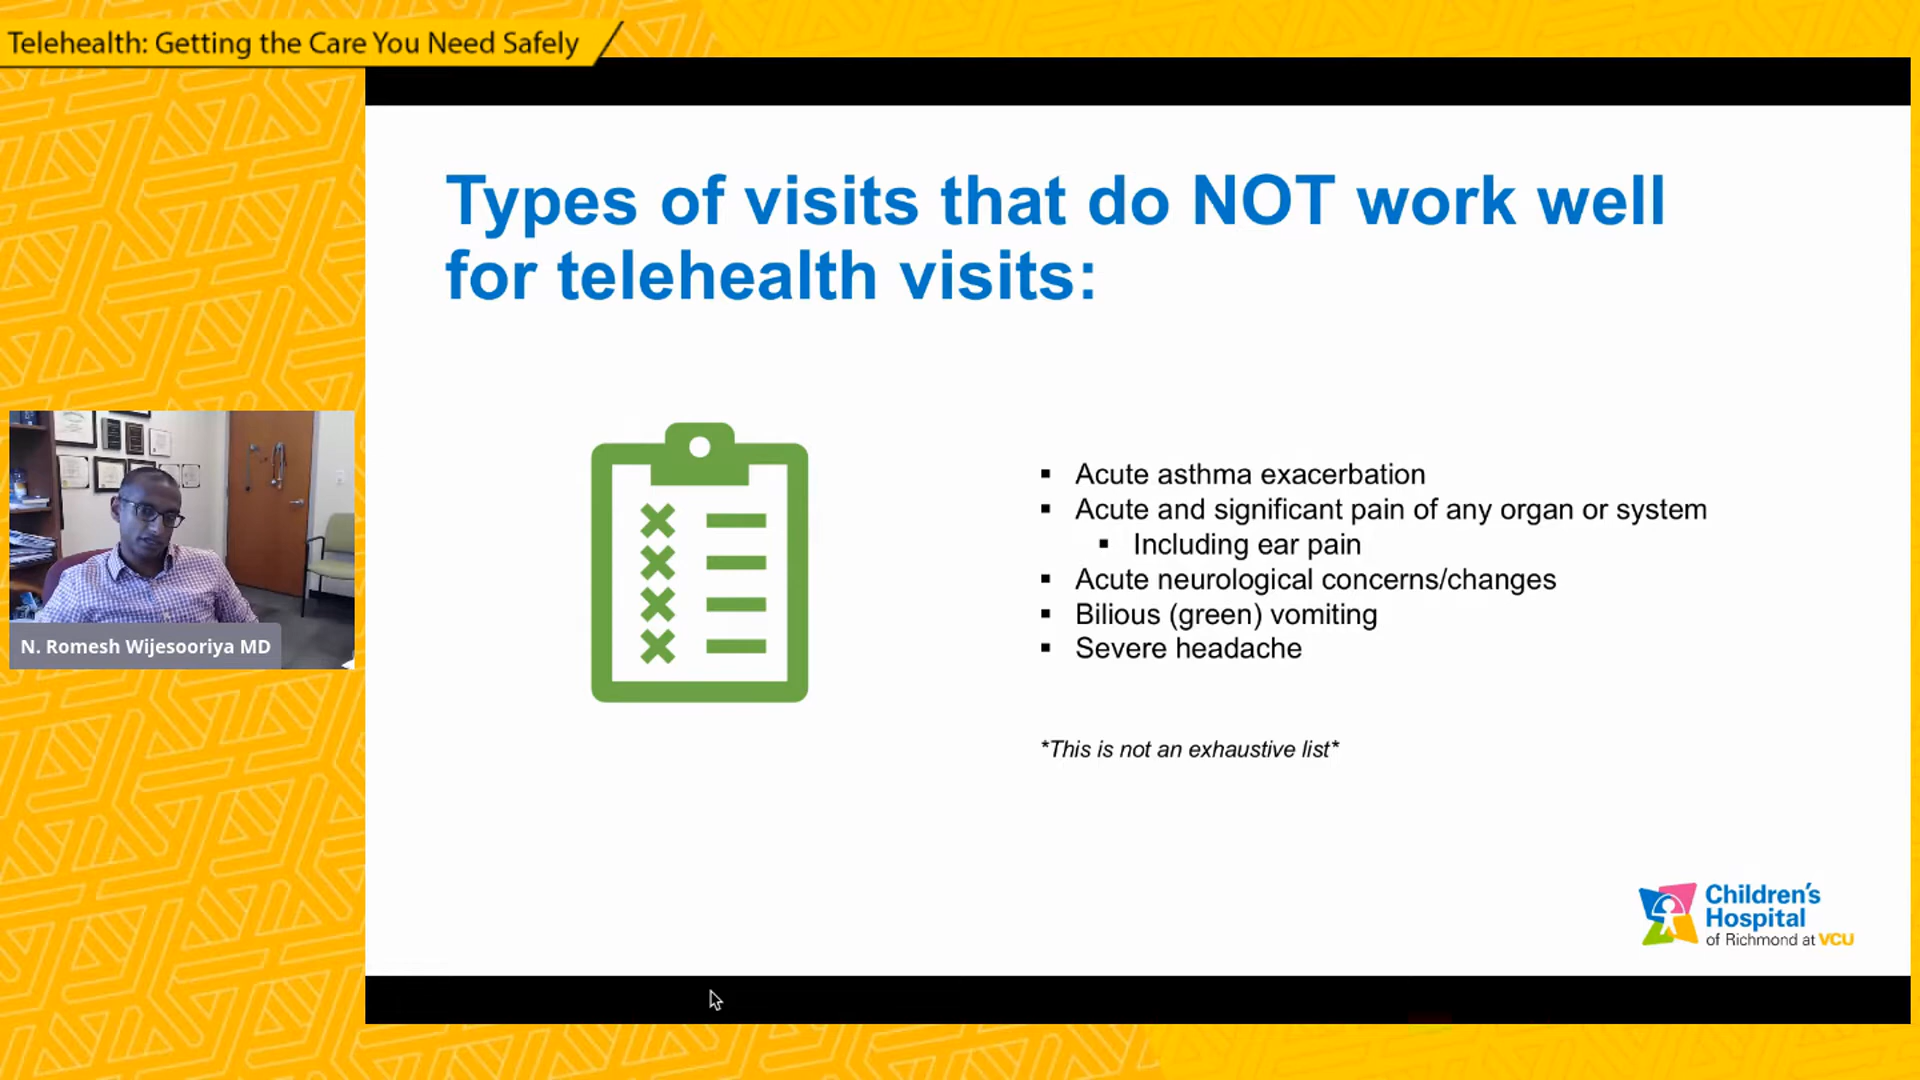 Telehealth: Getting the Care You Need Safely
Types of visits that do NOT work well
for telehealth visits:
Acute asthma exacerbation
Acute and significant pain of any organ or system
Including ear pain
Acute neurological concerns/changes
Bilious (green) vomiting
Severe headache
*This is not an exhaustive list*
N. Romesh Wijesooriya MD
Children's
Hospital
of Richmond at VCU